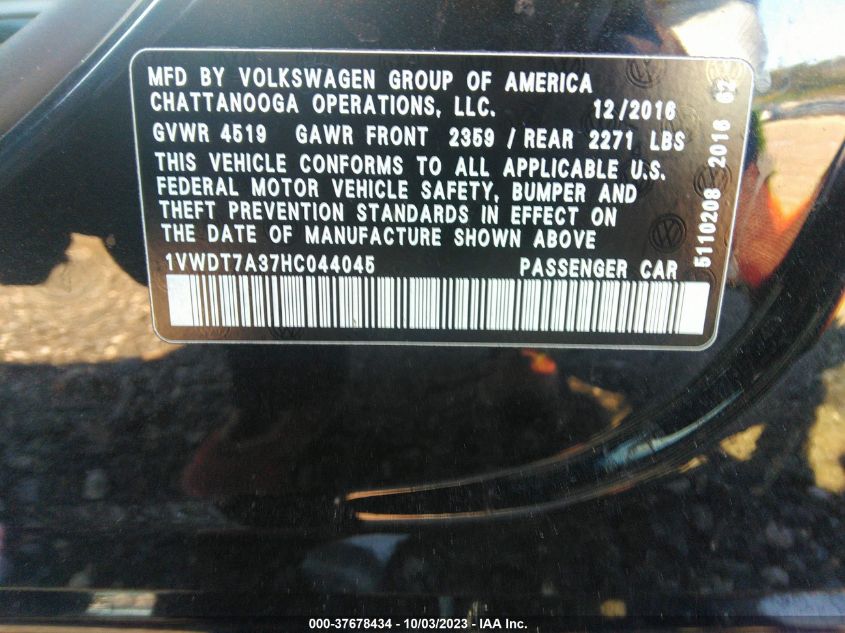 MFD BY VOLKSWAGEN GROUP OF AMERICA
CHATTANOOGA OPERATIONS, LLC. 12/2016
GVWR 4519 GAWR FRONT 2359 / REAR 2271 LBS
THIS VEHICLE CONFORMS TO ALL APPLICABLE U.S.
FEDERAL MOTOR VEHICLE SAFETY, BUMPER AND
THEFT PREVENTION STANDARDS IN EFFECT ON
THE DATE OF MANUFACTURE SHOWN ABOVE
1VWDT7A37HC044045 PASSENGER CAR
5110208 2016 62
000-37678434 - 10/03/2023 - IAA Inc.